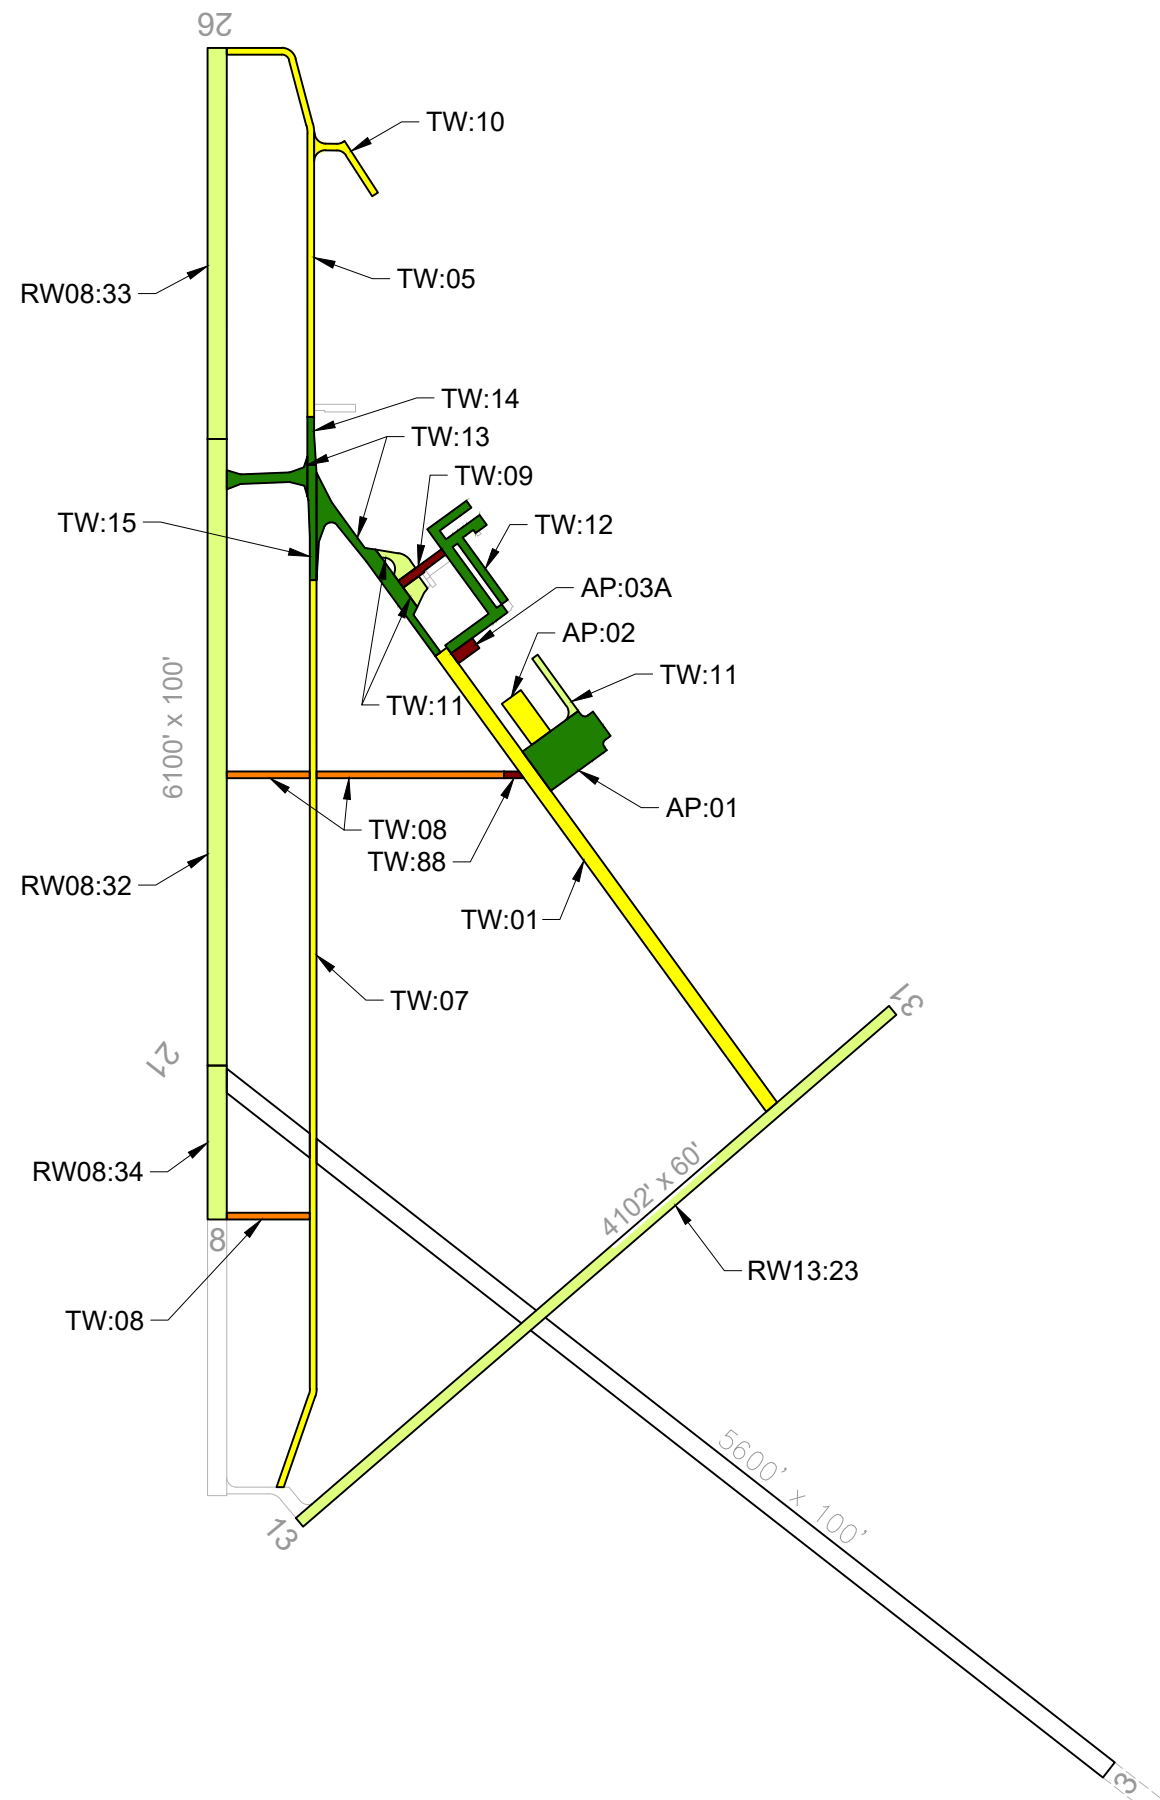 26
TW:10
TW:05
RW08:33
TW:14
TW:13
TW:09
TW:15
TW:12
AP:03A
AP:02
TW:11
TW:11
6100' x 100'
AP:01
TW:08
TW:88
RW08:32
TW:01
TW:07
31
21
4102' x 60'
RW08:34
8
RW13:23
TW:08
5600' x 100'
13
3